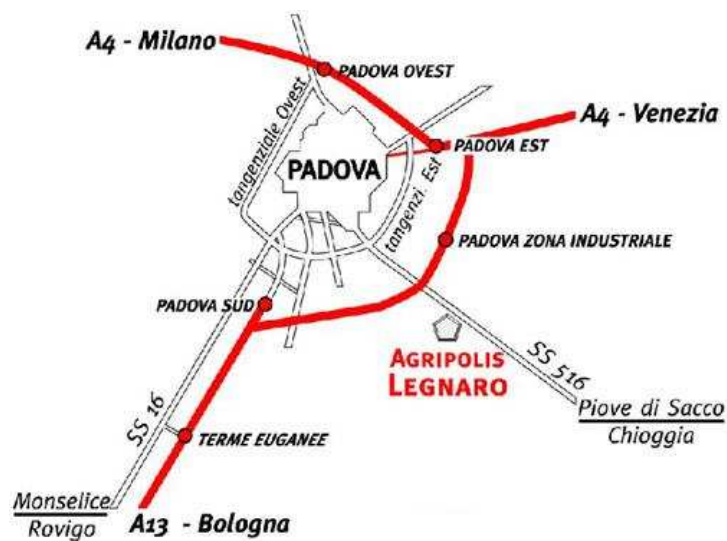 A4 - Milano
PADOVA OVEST
A4 - Venezia
tangenziale Ovest
PADOVA EST
PADOVA
tangenzi. Est
PADOVA ZONA INDUSTRIALE
PADOVA SUD
AGRIPOLIS
LEGNARO
SS 516
SS 16
Piove di Sacco
Chioggia
TERME EUGANEE
Monselice
Rovigo
A13 - Bologna